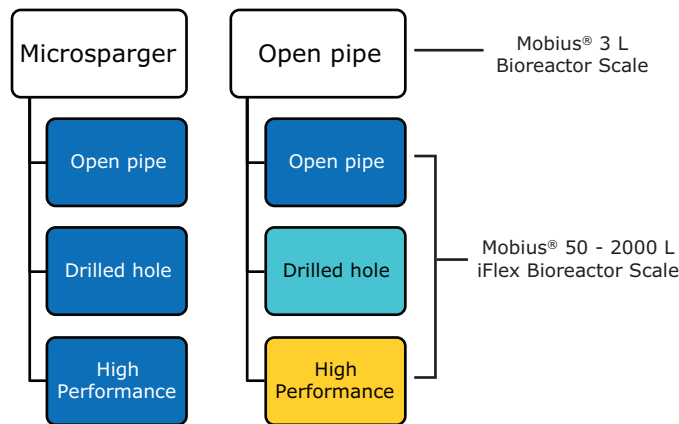 Microsparger
Open pipe
Mobius® 3 L
Bioreactor Scale
Open pipe
Open pipe
Drilled hole
Drilled hole
Mobius® 50 - 2000 L
iFlex Bioreactor Scale
High
Performance
High
Performance